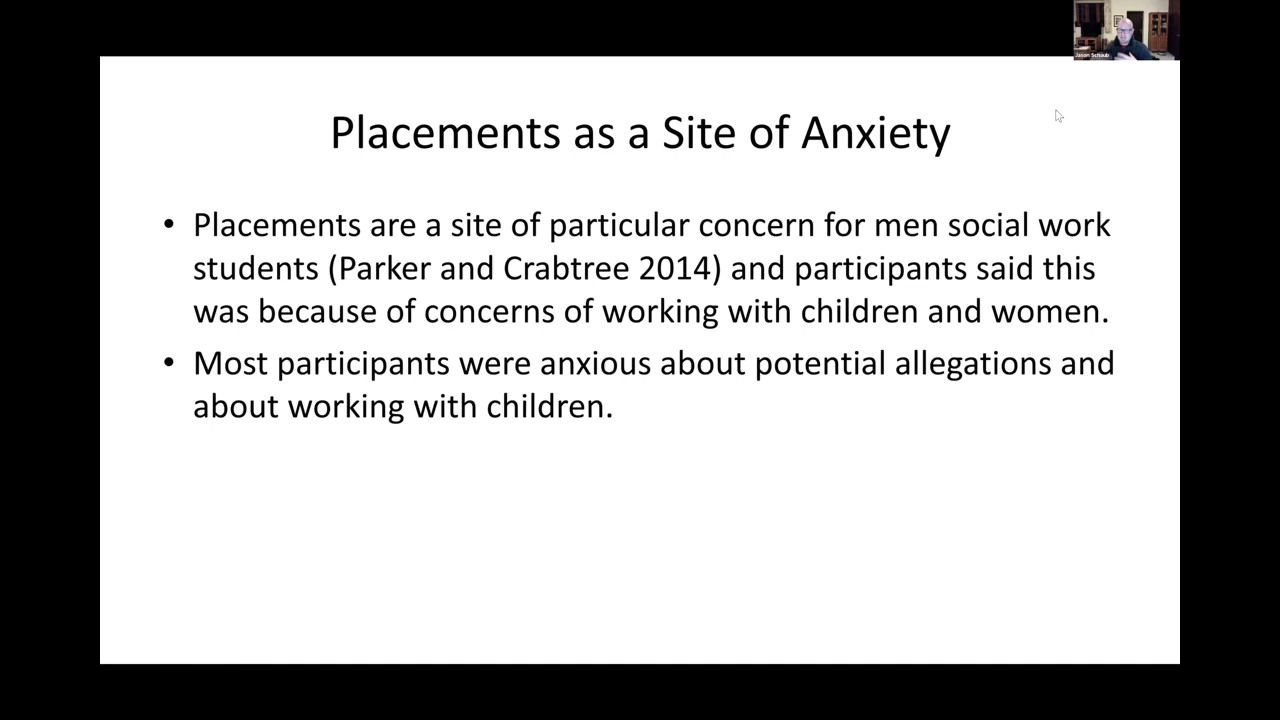 Jason Schaub
Placements as a Site of Anxiety
• Placements are a site of particular concern for men social work
students (Parker and Crabtree 2014) and participants said this
was because of concerns of working with children and women.
• Most participants were anxious about potential allegations and
about working with children.